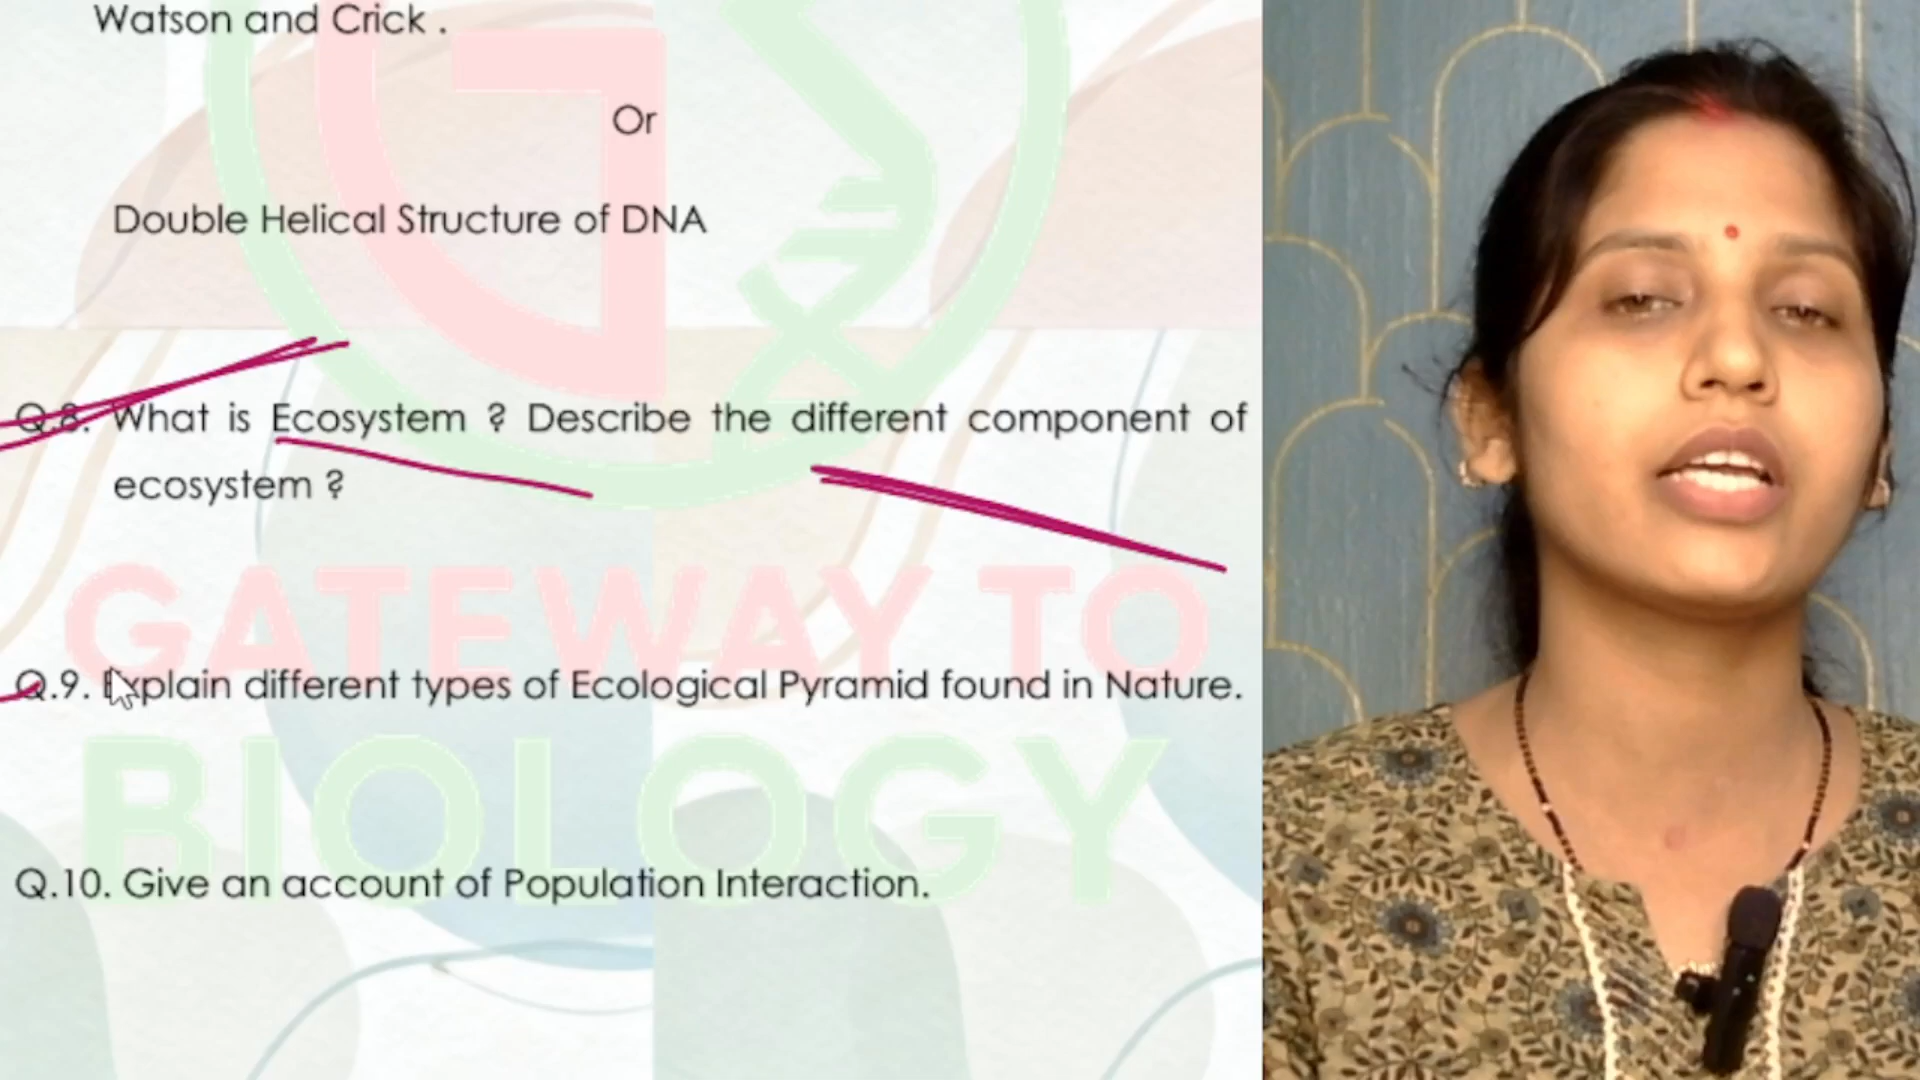 Watson and Crick .
Or
Double Helical Structure of DNA
Q.8. What is Ecosystem ? Describe the different component of
ecosystem ?
GATEWAY TO
Q.9. Explain different types of Ecological Pyramid found in Nature.
BIOLOGY
Q.10. Give an account of Population Interaction.